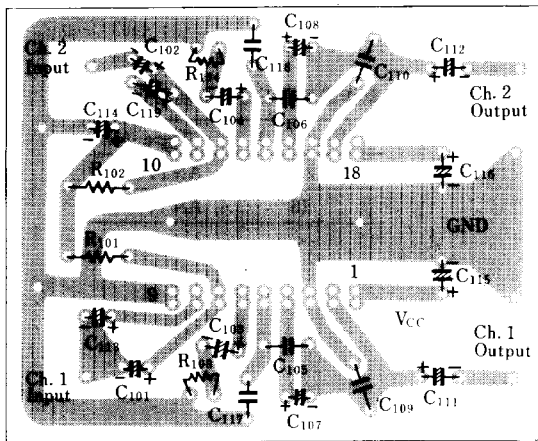 Ch. 2
Input
C102
R104
C118
C108
C110
C112
Ch. 2
Output
C114
C119
C104
C106
R102
10
18
C116
GND
R101
9
1
C115
VCC
C113
C103
C105
Ch. 1
Input
C101
R103
C117
C107
C109
C111
Ch. 1
Output